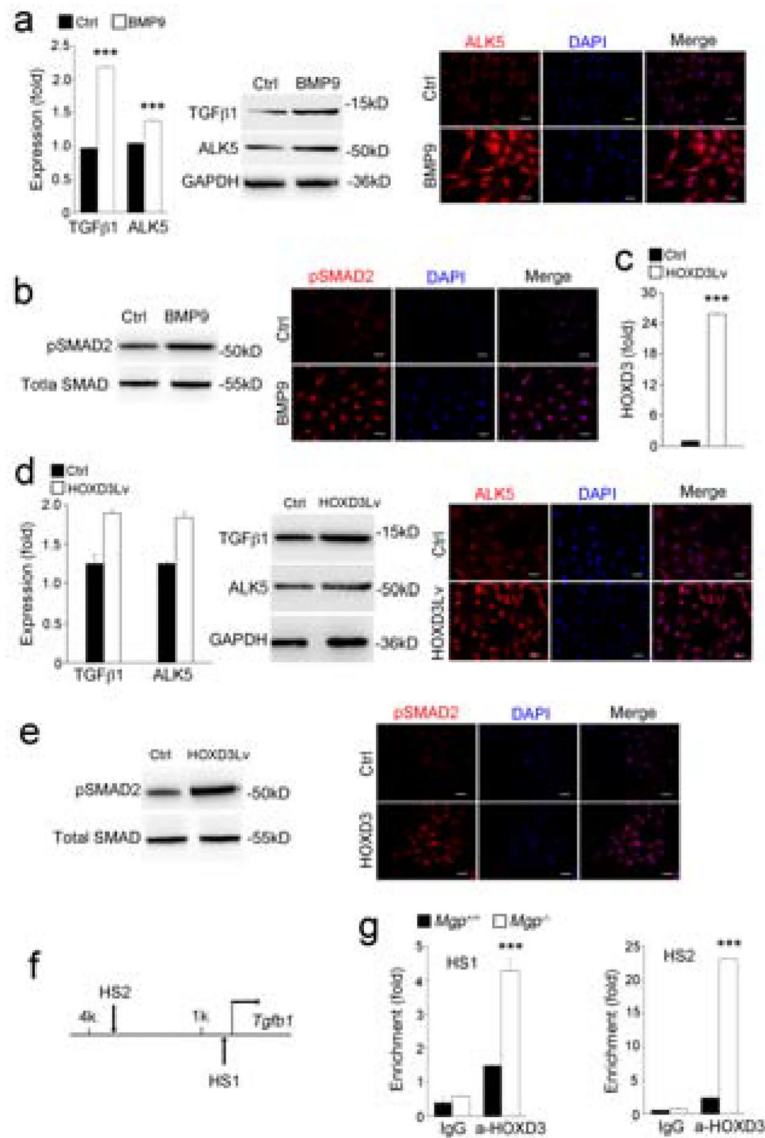 a
Ctrl BMP9
Expression (fold)
2.5
2.0
1.5
1.0
0.5
0
***
***
TGFβ1 ALK5
Ctrl BMP9
TGFβ1 -15kD
ALK5 -50kD
GAPDH -36kD
ALK5 DAPI Merge
Ctrl
BMP9
b
Ctrl BMP9
pSMAD2 -50kD
Totla SMAD -55kD
pSMAD2 DAPI Merge
Ctrl
BMP9
c
Ctrl
HOXD3Lv
HOXD3 (fold)
30
24
18
12
6
0
***
d
Ctrl
HOXD3Lv
Expression (fold)
2.0
1.5
1.0
0.5
0
TGFβ1 ALK5
Ctrl HOXD3Lv
TGFβ1 -15kD
ALK5 -50kD
GAPDH -36kD
ALK5 DAPI Merge
Ctrl
HOXD3Lv
e
Ctrl HOXD3Lv
pSMAD2 -50kD
Total SMAD -55kD
pSMAD2 DAPI Merge
Ctrl
HOXD3
f
HS2
4k 1k Tgfb1
HS1
g
Mgp+/+ Mgp-/-
Enrichment (fold)
5
4
3
2
1
0
HS1
***
IgG a-HOXD3
Enrichment (fold)
25
20
15
10
5
0
HS2
***
IgG a-HOXD3